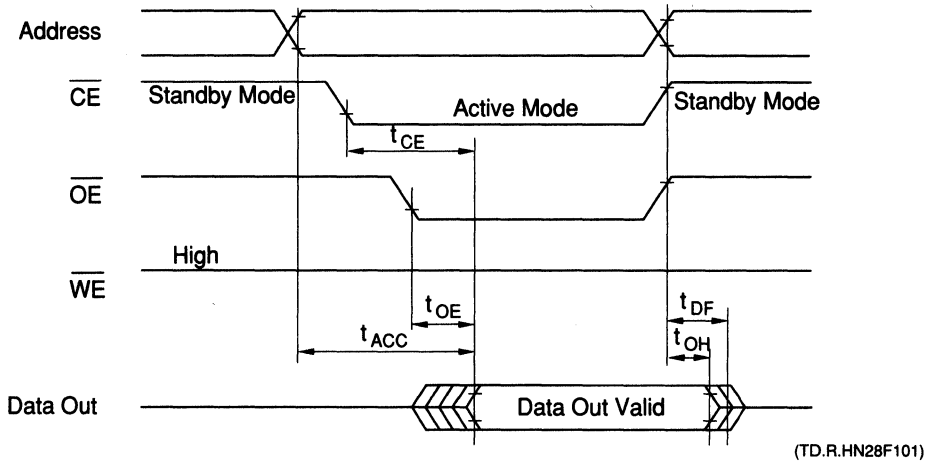 Address
CE
Standby Mode
Active Mode
Standby Mode
tCE
OE
High
WE
tOE
tDF
tACC
tOH
Data Out
Data Out Valid
(TD.R.HN28F101)